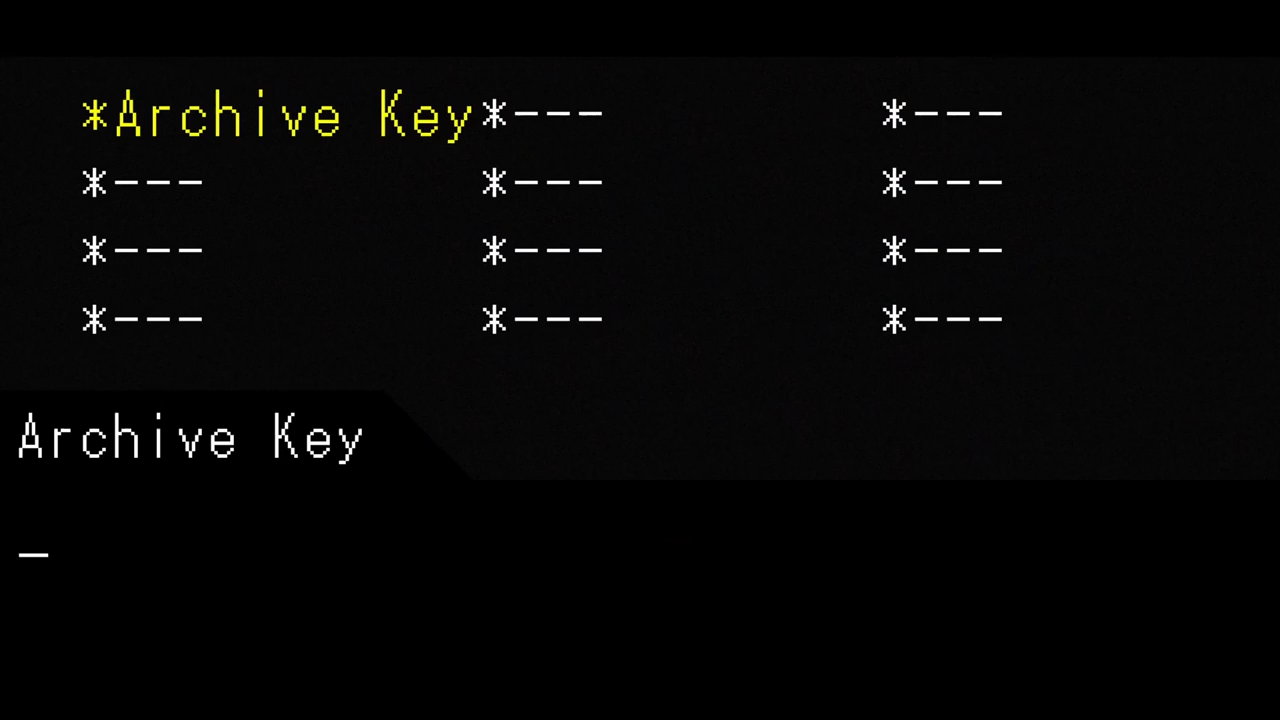 *Archive Key *--- *---
*--- *--- *---
*--- *--- *---
*--- *--- *---
Archive Key
_